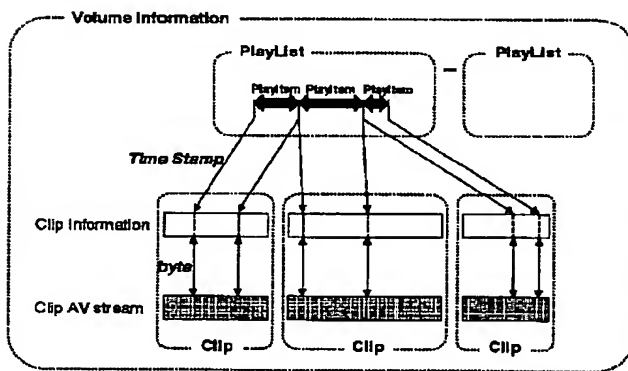 Volume Information
PlayList
PlayList
PlayItem PlayItem PlayItem
Time Stamp
Clip Information
byte
Clip AV stream
Clip
Clip
Clip